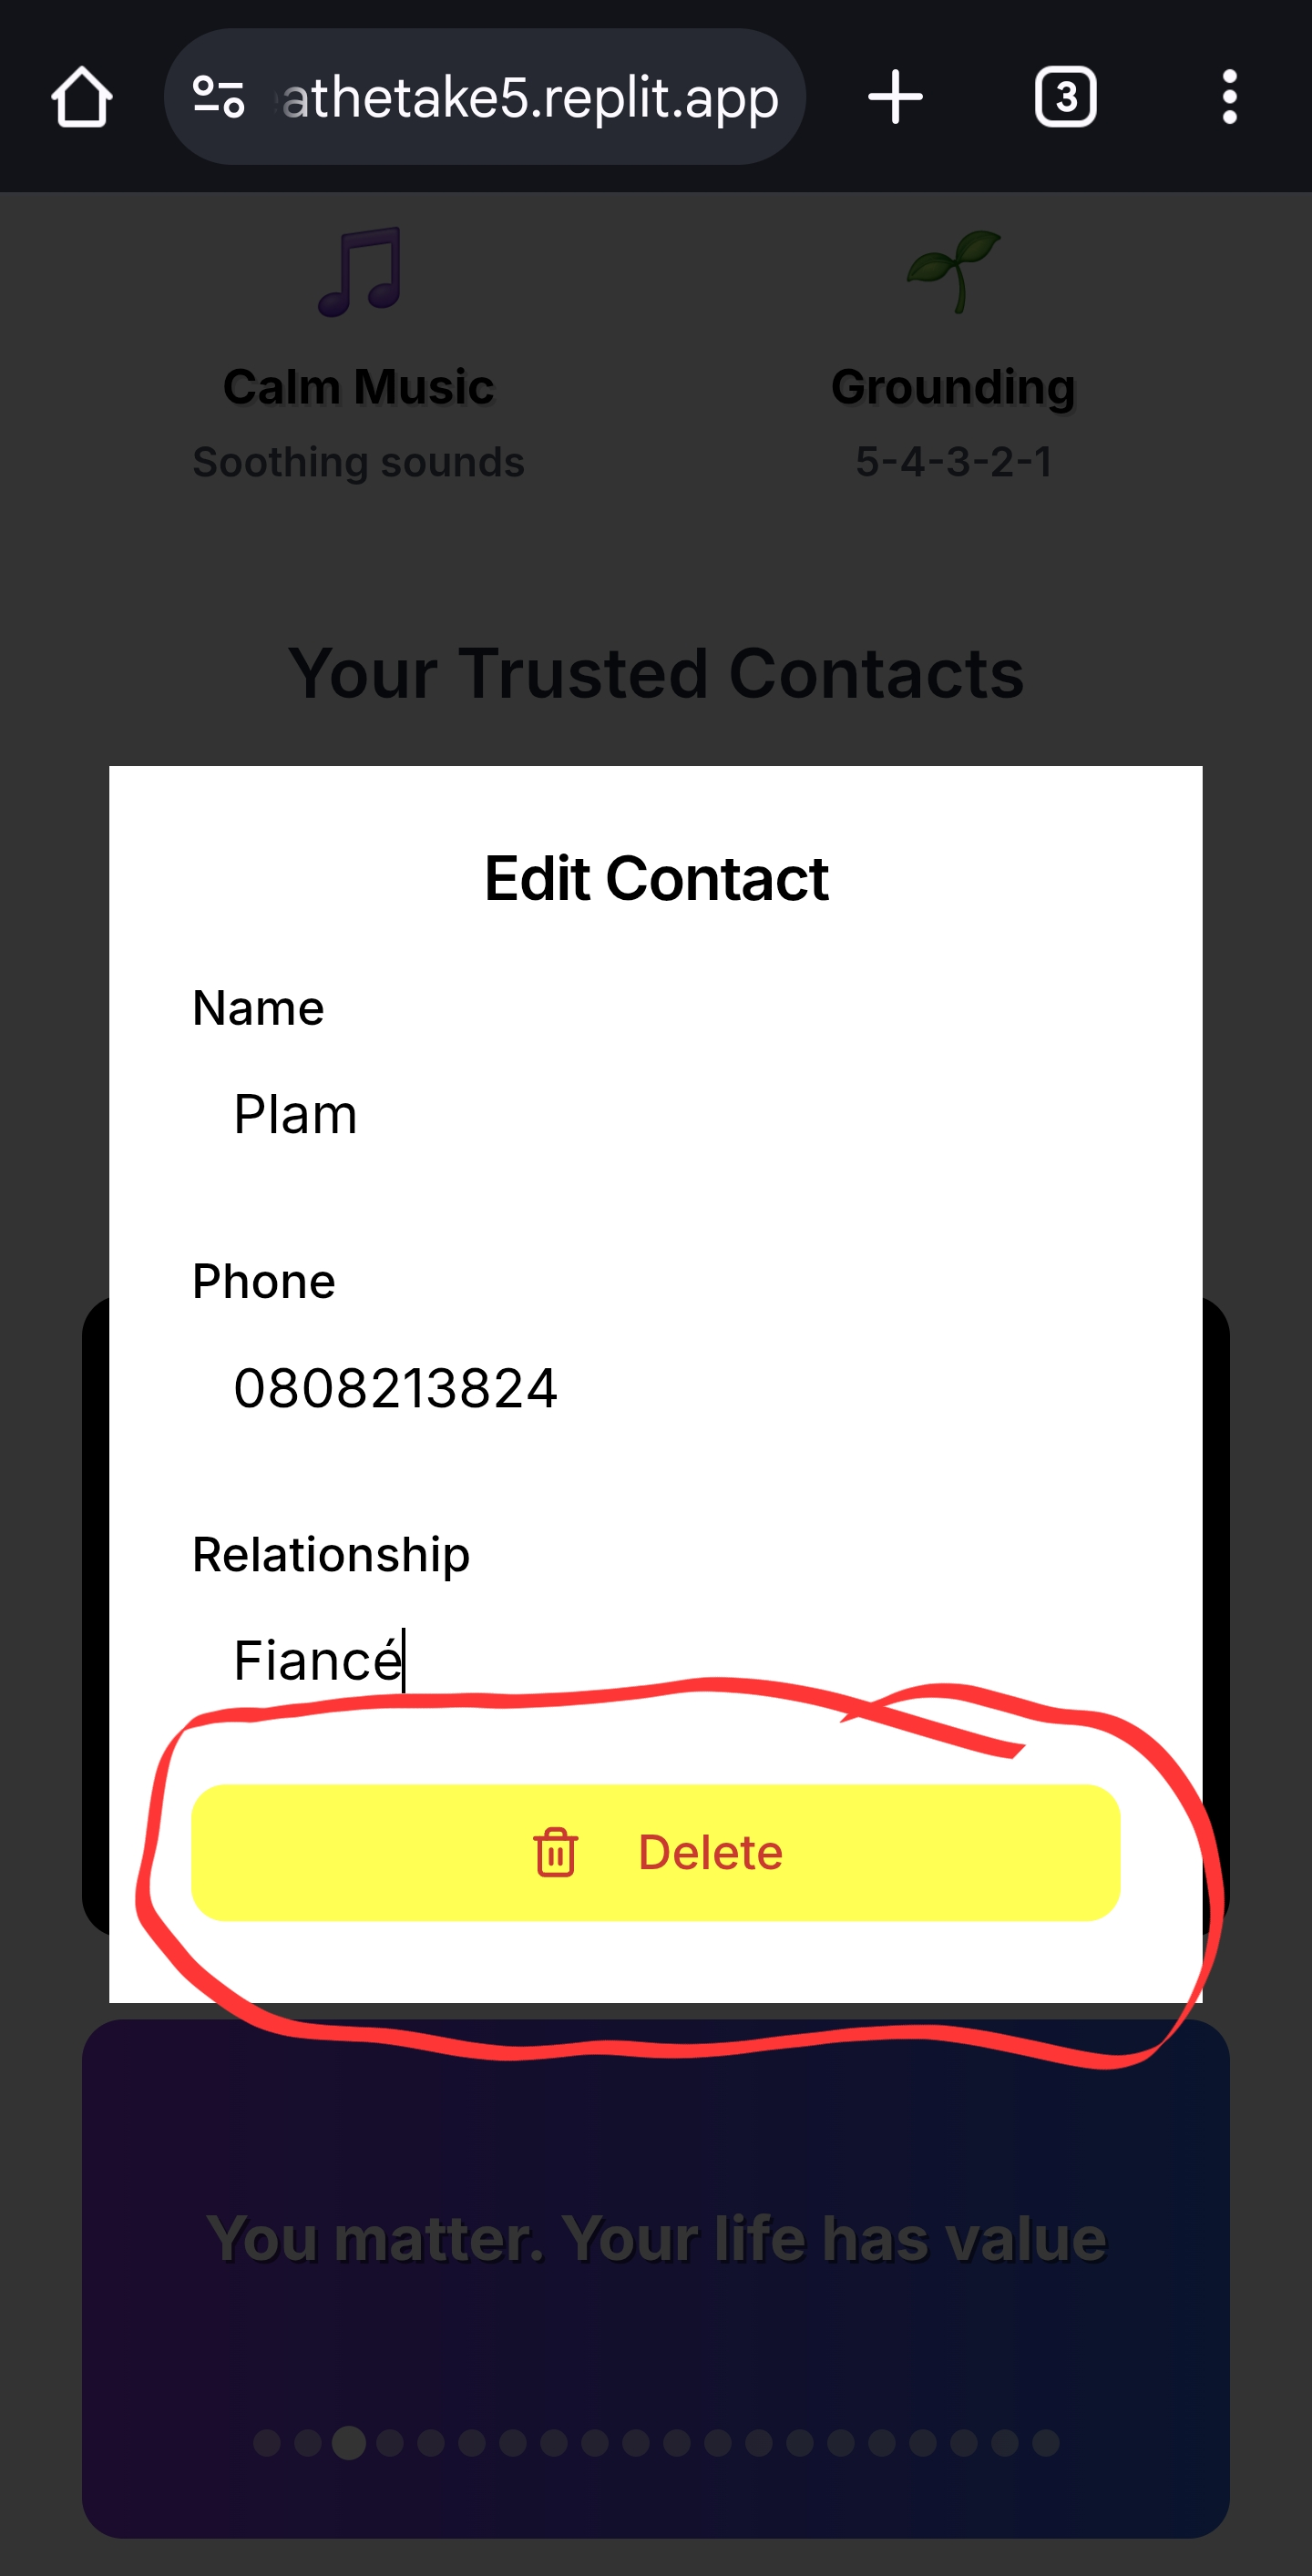 athetake5.replit.app
3
Calm Music
Grounding
Soothing sounds
5-4-3-2-1
Your Trusted Contacts
Edit Contact
Name
Plam
Phone
0808213824
Relationship
Fiancé
Delete
You matter. Your life has value